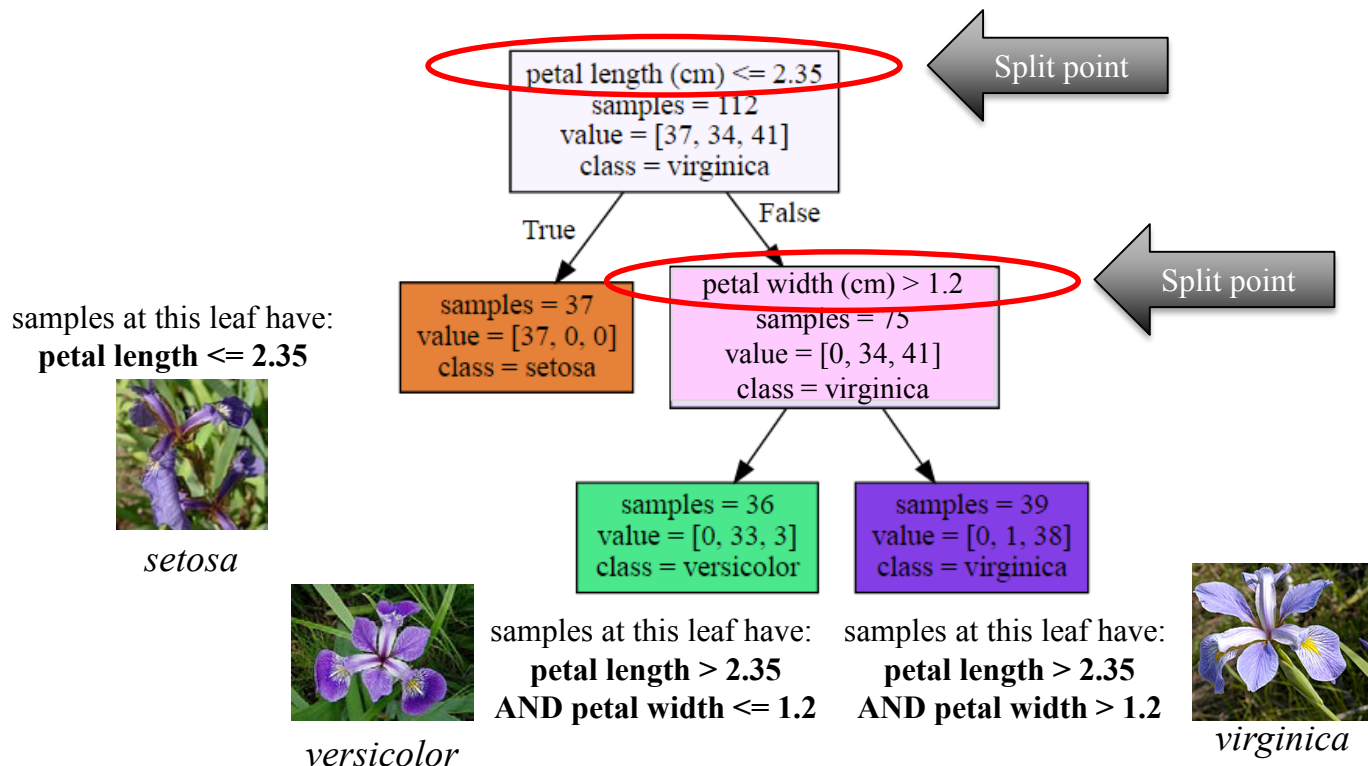 petal length (cm) <= 2.35
samples = 112
value = [37, 34, 41]
class = virginica
Split point
True
False
petal width (cm) > 1.2
samples = 75
value = [0, 34, 41]
class = virginica
Split point
samples = 37
value = [37, 0, 0]
class = setosa
samples at this leaf have:
petal length <= 2.35
setosa
samples = 36
value = [0, 33, 3]
class = versicolor
samples = 39
value = [0, 1, 38]
class = virginica
versicolor
samples at this leaf have:
petal length > 2.35
AND petal width <= 1.2
samples at this leaf have:
petal length > 2.35
AND petal width > 1.2
virginica